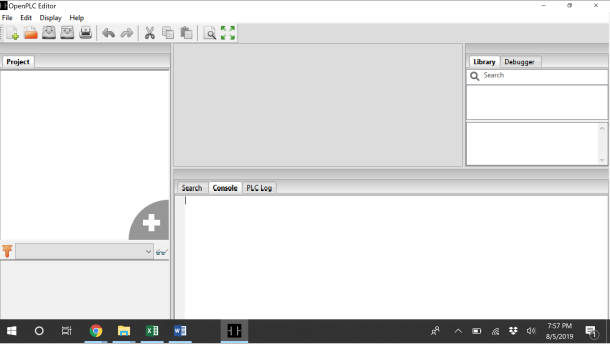 OpenPLC Editor
File Edit Display Help
Project
Library Debugger
Search
Search Console PLC Log
7:57 PM
8/5/2019
1